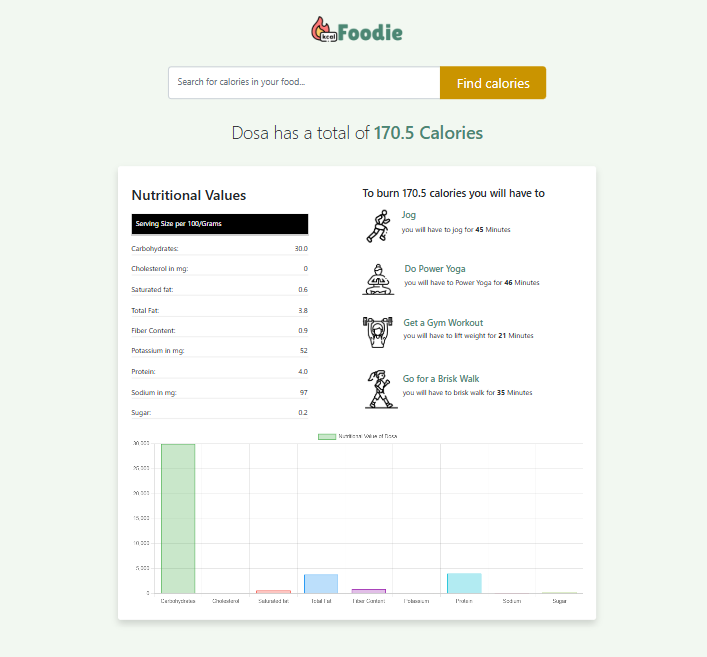 kcal Foodie
Search for calories in your food...
Find calories
Dosa has a total of 170.5 Calories
Nutritional Values
Serving Size per 100/Grams
Carbohydrates: 30.0
Cholesterol in mg: 0
Saturated fat: 0.6
Total Fat: 3.8
Fiber Content: 0.9
Potassium in mg: 52
Protein: 4.0
Sodium in mg: 97
Sugar: 0.2
To burn 170.5 calories you will have to
Jog
you will have to jog for 45 Minutes
Do Power Yoga
you will have to Power Yoga for 46 Minutes
Get a Gym Workout
you will have to lift weight for 21 Minutes
Go for a Brisk Walk
you will have to brisk walk for 35 Minutes
Nutritional Value of Dosa
30,000
25,000
20,000
15,000
10,000
5,000
0
Carbohydrates Cholesterol Saturated fat Total Fat Fiber Content Potassium Protein Sodium Sugar